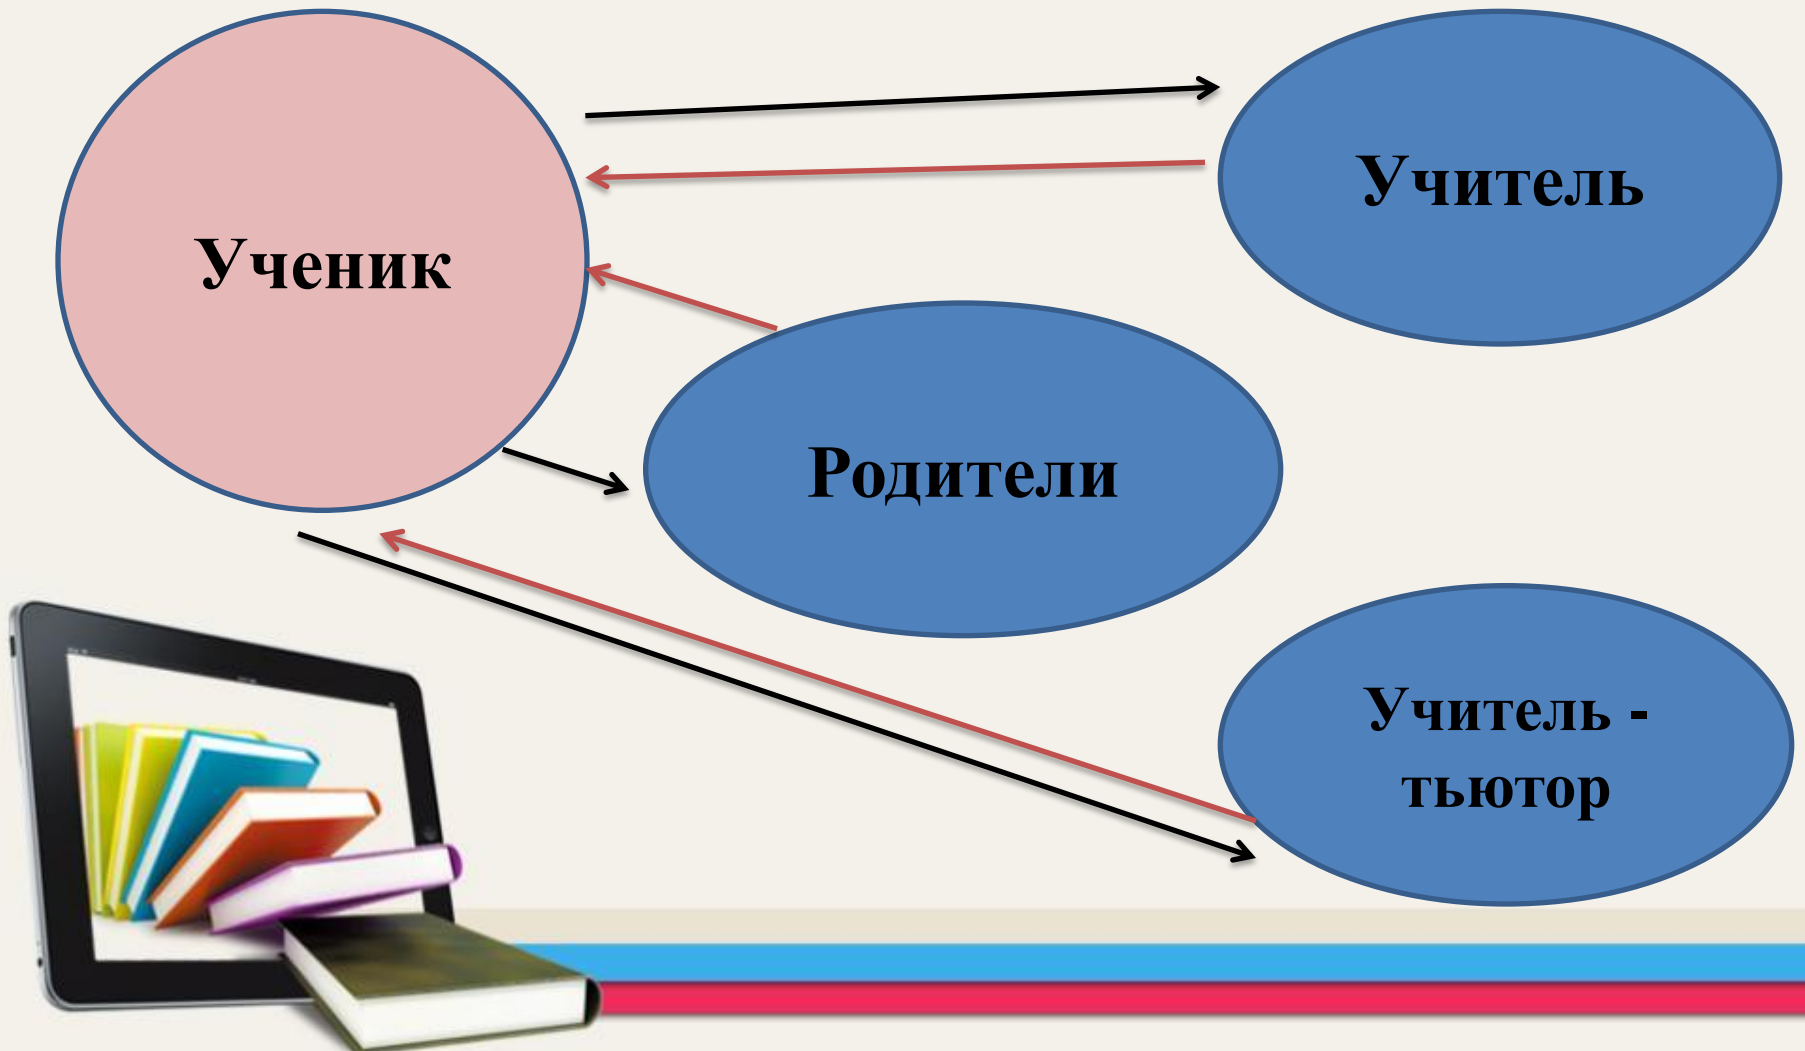 Ученик
Учитель
Родители
Учитель -
тьютор